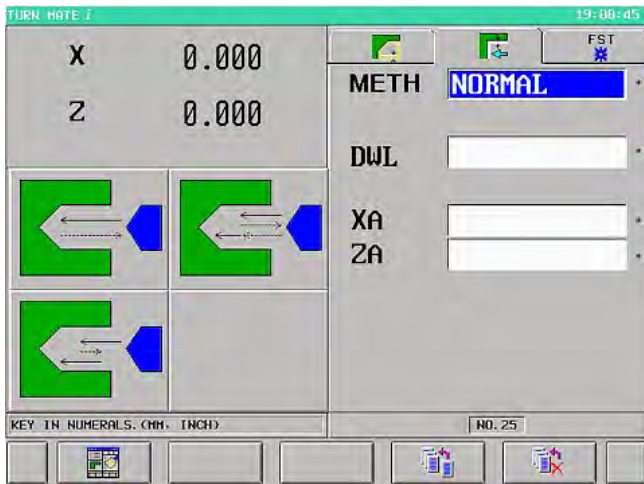 TURN MATE i 19:08:45
X 0.000
Z 0.000
FST
METH NORMAL
DWL
XA
ZA
KEY IN NUMERALS.(MM, INCH)
NO.25